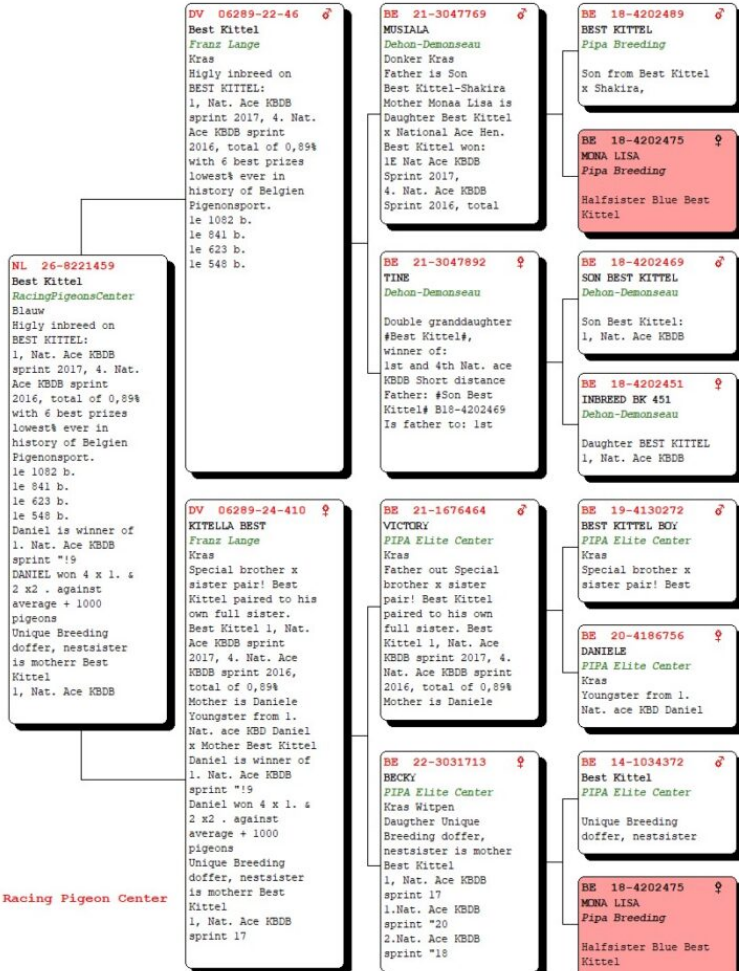 NL 26-8221459
Best Kittel
RacingPigeonsCenter
Blauw
Higly inbreed on
BEST KITTEL:
1, Nat. Ace KBDB
sprint 2017, 4. Nat.
Ace KBDB sprint
2016, total of 0,89%
with 6 best prizes
lowest% ever in
history of Belgien
Pigenonsport.
1e 1082 b.
1e 841 b.
1e 623 b.
1e 548 b.
Daniel is winner of
1. Nat. Ace KBDB
sprint "!9
DANIEL won 4 x 1. &
2 x2 . against
average + 1000
pigeons
Unique Breeding
doffer, nestsister
is motherr Best
Kittel
1, Nat. Ace KBDB
DV 06289-22-46 ♂
Best Kittel
Franz Lange
Kras
Higly inbreed on
BEST KITTEL:
1, Nat. Ace KBDB
sprint 2017, 4. Nat.
Ace KBDB sprint
2016, total of 0,89%
with 6 best prizes
lowest% ever in
history of Belgien
Pigenonsport.
1e 1082 b.
1e 841 b.
1e 623 b.
1e 548 b.
DV 06289-24-410 ♀
KITELLA BEST
Franz Lange
Kras
Special brother x
sister pair! Best
Kittel paired to his
own full sister.
Best Kittel 1, Nat.
Ace KBDB sprint
2017, 4. Nat. Ace
KBDB sprint 2016,
total of 0,89%
Mother is Daniele
Youngster from 1.
Nat. ace KBD Daniel
x Mother Best Kittel
Daniel is winner of
1. Nat. Ace KBDB
sprint "!9
Daniel won 4 x 1. &
2 x2 . against
average + 1000
pigeons
Unique Breeding
doffer, nestsister
is motherr Best
Kittel
1, Nat. Ace KBDB
sprint 17
BE 21-3047769 ♂
MUSIALA
Dehon-Demonseau
Donker Kras
Father is Son
Best Kittel-Shakira
Mother Monaa Lisa is
Daughter Best Kittel
x National Ace Hen.
Best Kittel won:
1E Nat Ace KBDB
Sprint 2017,
4. Nat. Ace KBDB
Sprint 2016, total
BE 21-3047892 ♀
TINE
Dehon-Demonseau
Double granddaughter
#Best Kittel#,
winner of:
1st and 4th Nat. ace
KBDB Short distance
Father: #Son Best
Kittel# B18-4202469
Is father to: 1st
BE 21-1676464 ♂
VICTORY
PIPA Elite Center
Kras
Father out Special
brother x sister
pair! Best Kittel
paired to his own
full sister. Best
Kittel 1, Nat. Ace
KBDB sprint 2017, 4.
Nat. Ace KBDB sprint
2016, total of 0,89%
Mother is Daniele
BE 22-3031713 ♀
BECKY
PIPA Elite Center
Kras Witpen
Daugther Unique
Breeding doffer,
nestsister is mother
Best Kittel
1, Nat. Ace KBDB
sprint 17
1.Nat. Ace KBDB
sprint "20
2.Nat. Ace KBDB
sprint "18
BE 18-4202489 ♂
BEST KITTEL
Pipa Breeding
Son from Best Kittel
x Shakira,
BE 18-4202475 ♀
MONA LISA
Pipa Breeding
Halfsister Blue Best
Kittel
BE 18-4202469 ♂
SON BEST KITTEL
Dehon-Demonseau
Son Best Kittel:
1, Nat. Ace KBDB
BE 18-4202451 ♀
INBREED BK 451
Dehon-Demonseau
Daughter BEST KITTEL
1, Nat. Ace KBDB
BE 19-4130272 ♂
BEST KITTEL BOY
PIPA Elite Center
Kras
Special brother x
sister pair! Best
BE 20-4186756 ♀
DANIELE
PIPA Elite Center
Kras
Youngster from 1.
Nat. ace KBD Daniel
BE 14-1034372 ♂
Best Kittel
PIPA Elite Center
Unique Breeding
doffer, nestsister
BE 18-4202475 ♀
MONA LISA
Pipa Breeding
Halfsister Blue Best
Kittel
Racing Pigeon Center